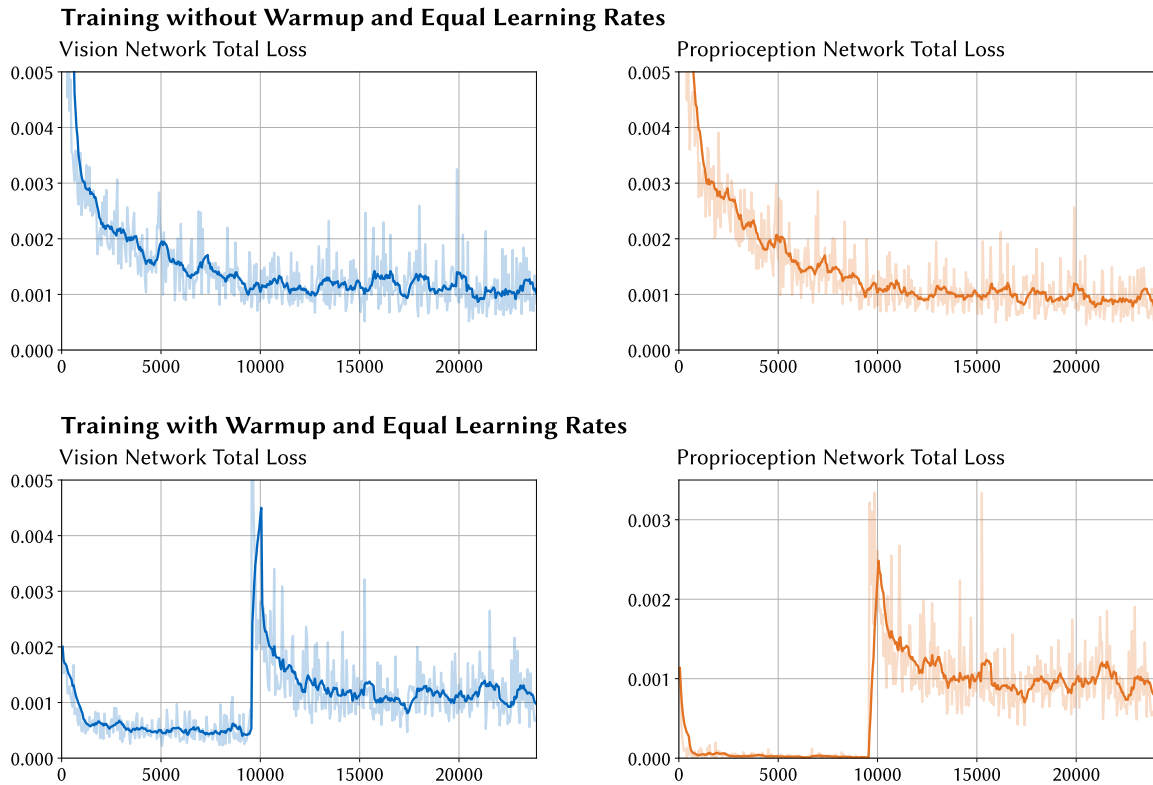 Training without Warmup and Equal Learning Rates
Vision Network Total Loss
Proprioception Network Total Loss
0.005
0.004
0.003
0.002
0.001
0.000
0 5000 10000 15000 20000
0.005
0.004
0.003
0.002
0.001
0.000
0 5000 10000 15000 20000
Training with Warmup and Equal Learning Rates
Vision Network Total Loss
Proprioception Network Total Loss
0.005
0.004
0.003
0.002
0.001
0.000
0 5000 10000 15000 20000
0.003
0.002
0.001
0.000
0 5000 10000 15000 20000